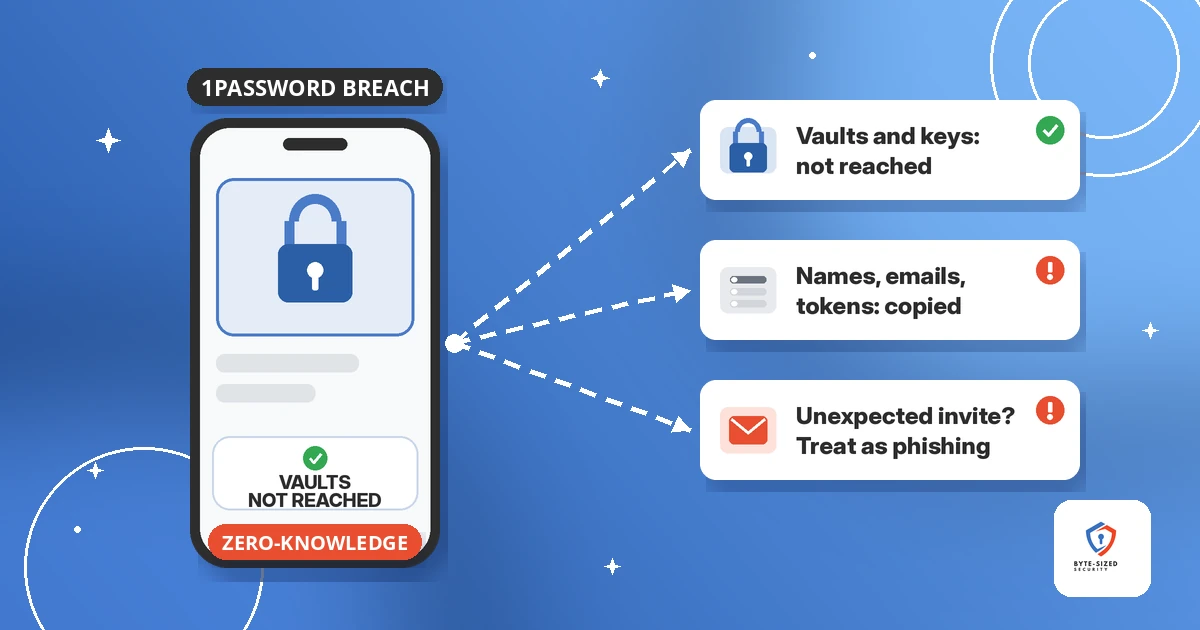 1PASSWORD BREACH
VAULTS
NOT REACHED
ZERO-KNOWLEDGE
Vaults and keys:
not reached
Names, emails,
tokens: copied
Unexpected invite?
Treat as phishing
BYTE-SIZED
SECURITY